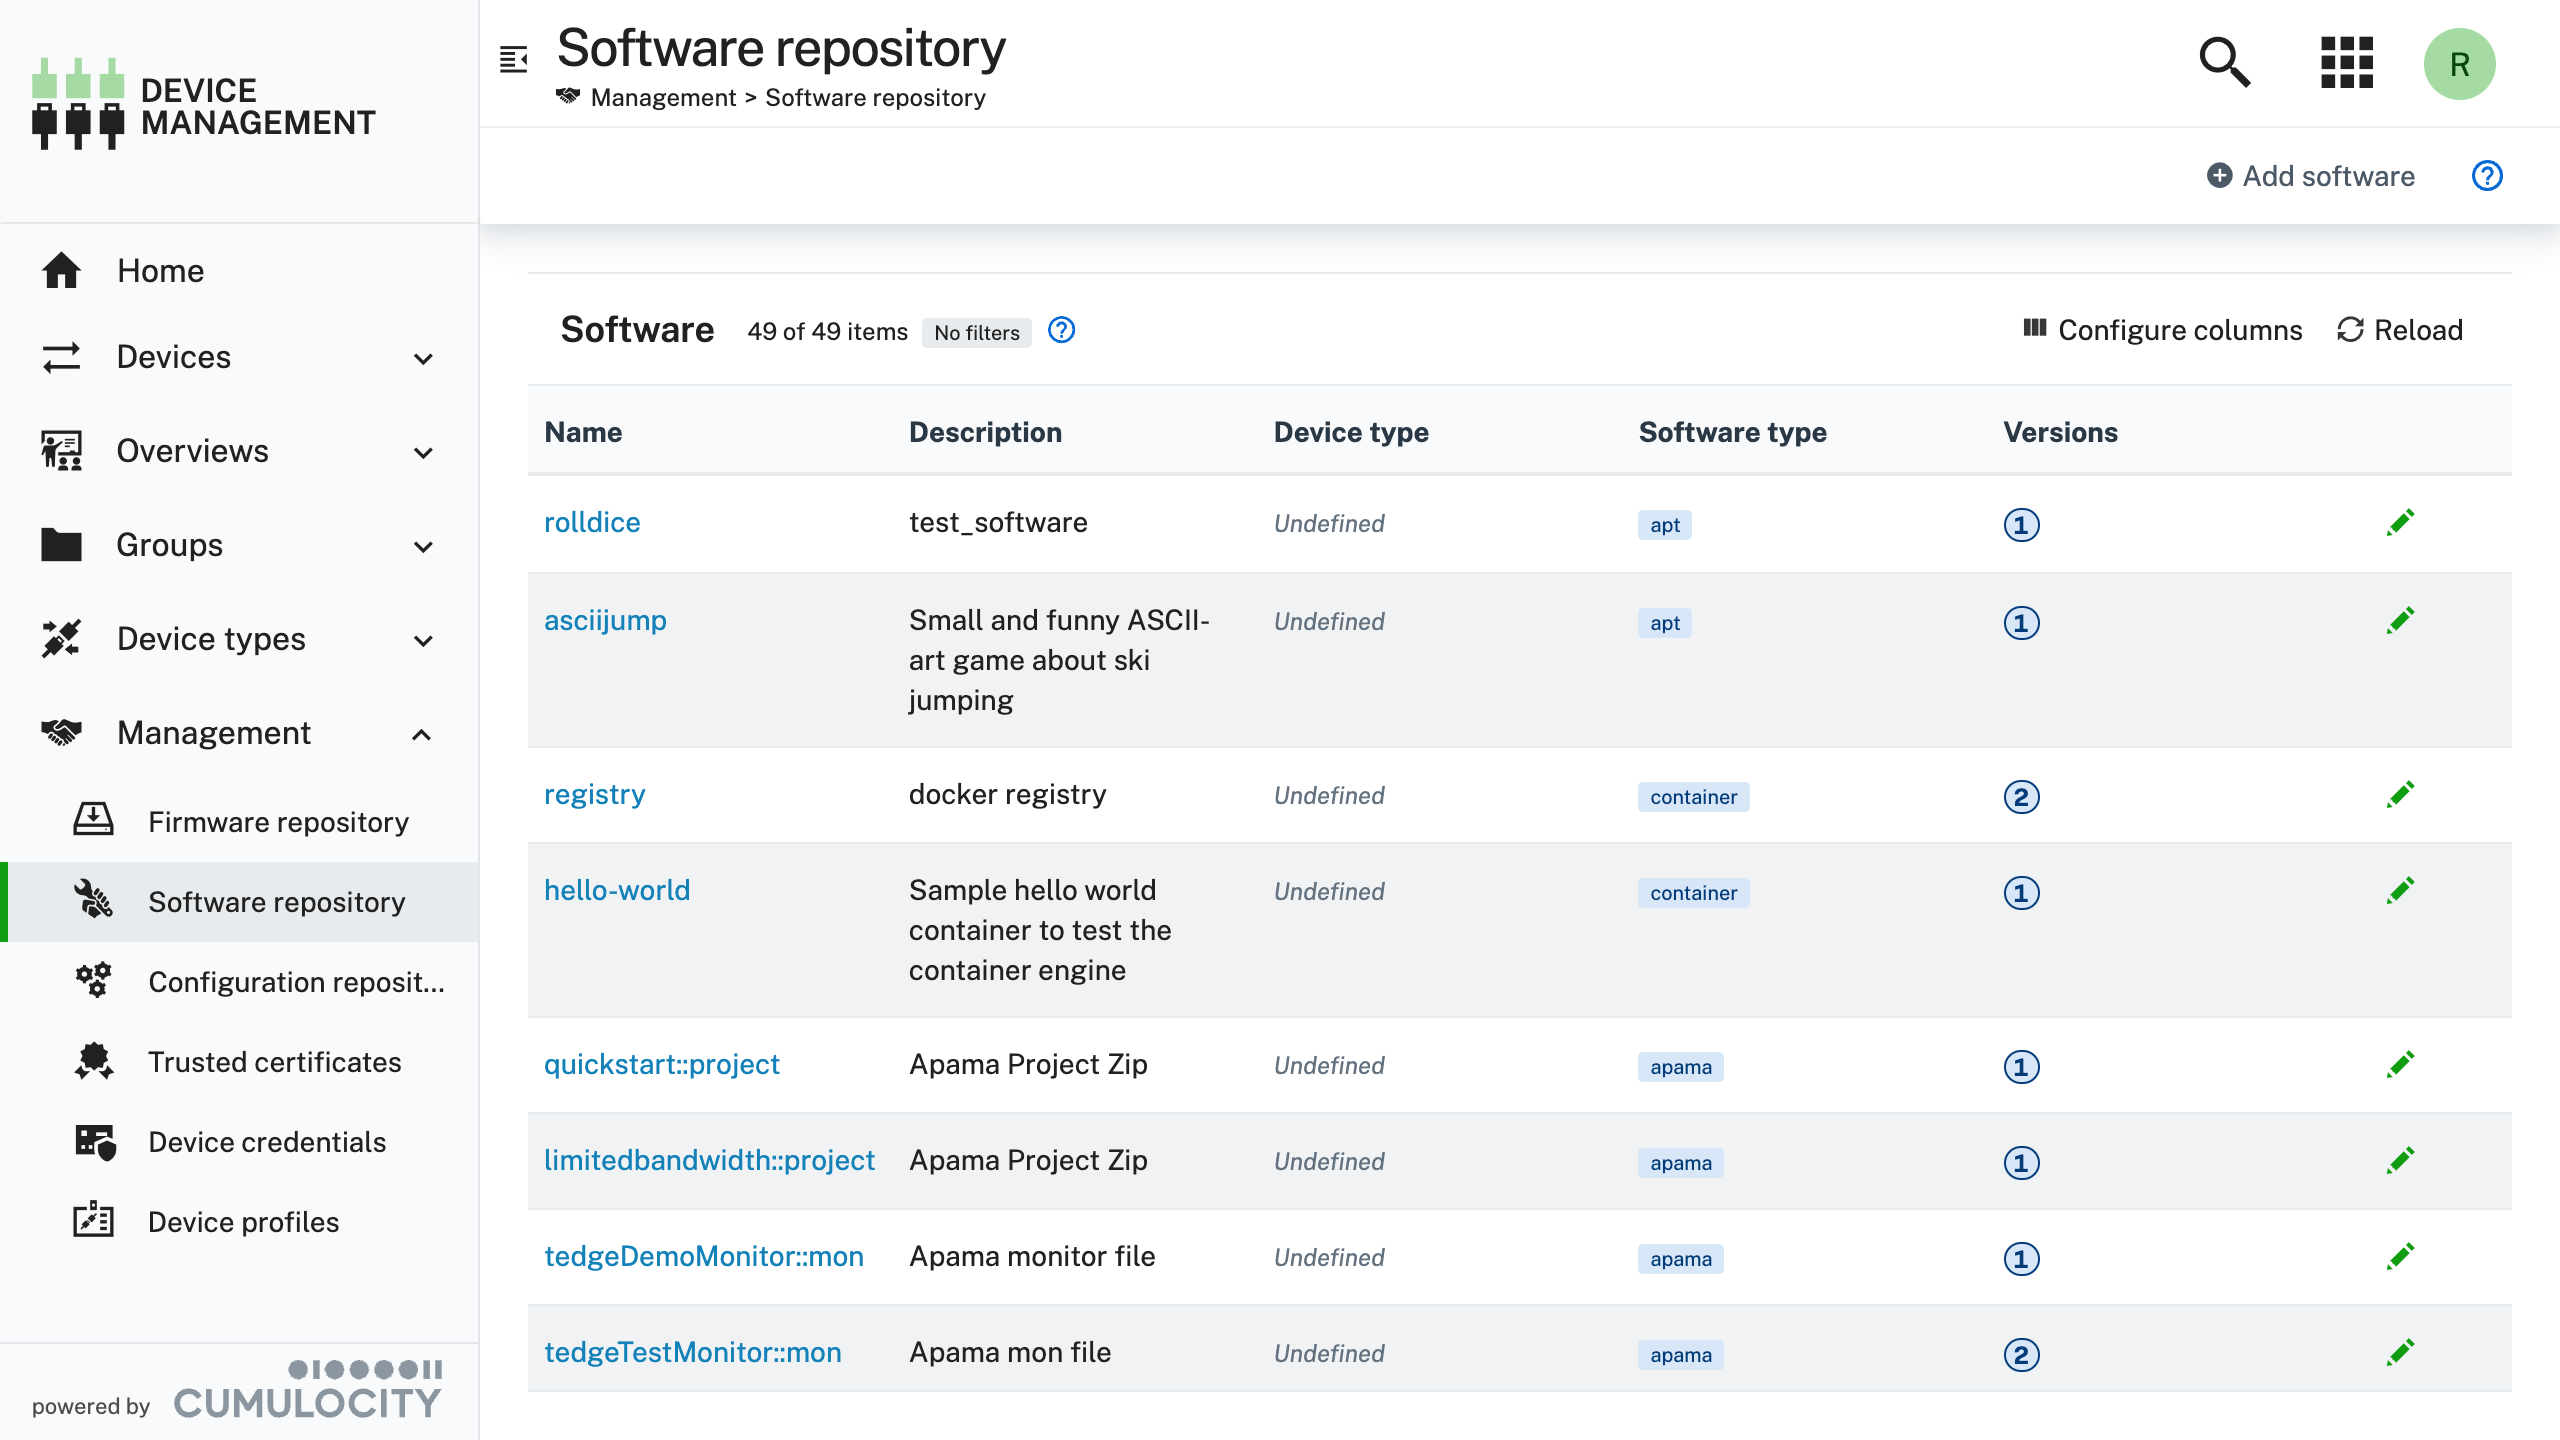 DEVICE
MANAGEMENT
Software repository
Management > Software repository
R
Add software
Home
Devices
Overviews
Groups
Device types
Management
Firmware repository
Software repository
Configuration reposit...
Trusted certificates
Device credentials
Device profiles
powered by CUMULOCITY
Software 49 of 49 items No filters
Configure columns Reload
Name Description Device type Software type Versions
rolldice test_software Undefined apt 1
asciijump Small and funny ASCII- Undefined apt 1
art game about ski
jumping
registry docker registry Undefined container 2
hello-world Sample hello world Undefined container 1
container to test the
container engine
quickstart::project Apama Project Zip Undefined apama 1
limitedbandwidth::project Apama Project Zip Undefined apama 1
tedgeDemoMonitor::mon Apama monitor file Undefined apama 1
tedgeTestMonitor::mon Apama mon file Undefined apama 2